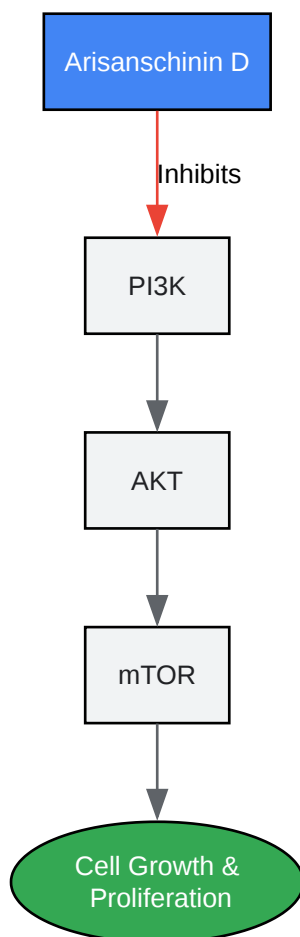 Arisanschinin D
Inhibits
PI3K
AKT
mTOR
Cell Growth &
Proliferation